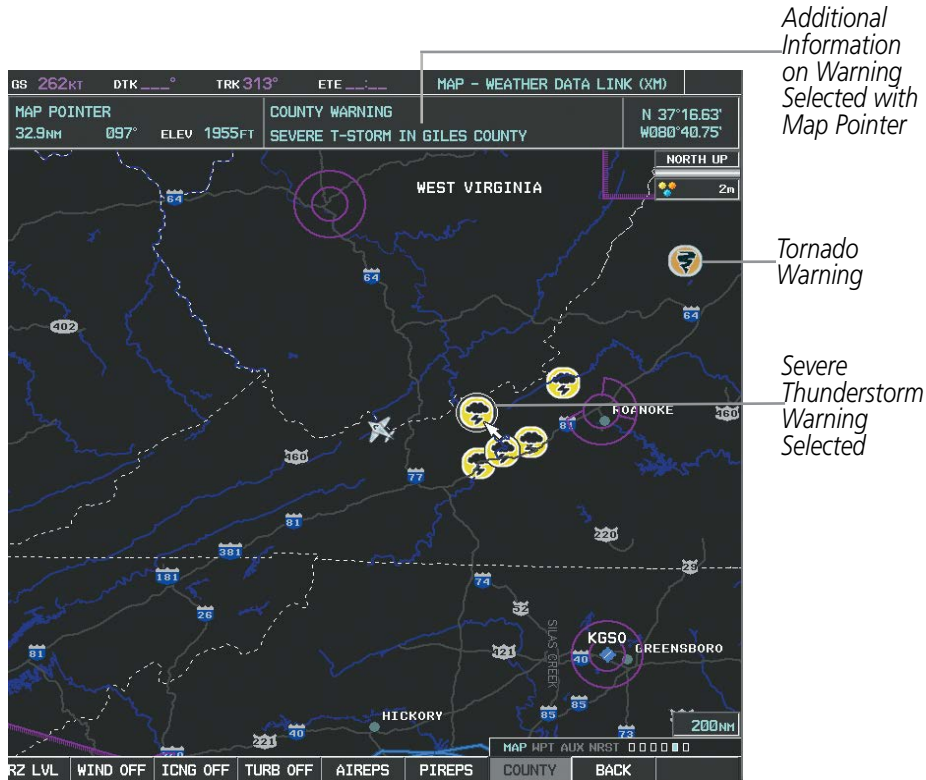 Additional
Information
on Warning
Selected with
Map Pointer
GS 262KT DTK ___° TRK 313° ETE __:__ MAP - WEATHER DATA LINK (XM)
MAP POINTER
32.9NM 097° ELEV 1955FT
COUNTY WARNING
SEVERE T-STORM IN GILES COUNTY
N 37°16.63'
W080°40.75'
NORTH UP
2m
WEST VIRGINIA
64
Tornado
Warning
64
64
402
Severe
Thunderstorm
Warning
Selected
ROANOKE
460
81
460
77
81
220
381
29
181
74
26
52
SILAS CREEK
KGSO
GREENSBORO
81
421
40
HICKORY
85
85
200NM
221
40
73
MAP WPT AUX NRST
RZ LVL WIND OFF ICNG OFF TURB OFF AIREPS PIREPS COUNTY BACK